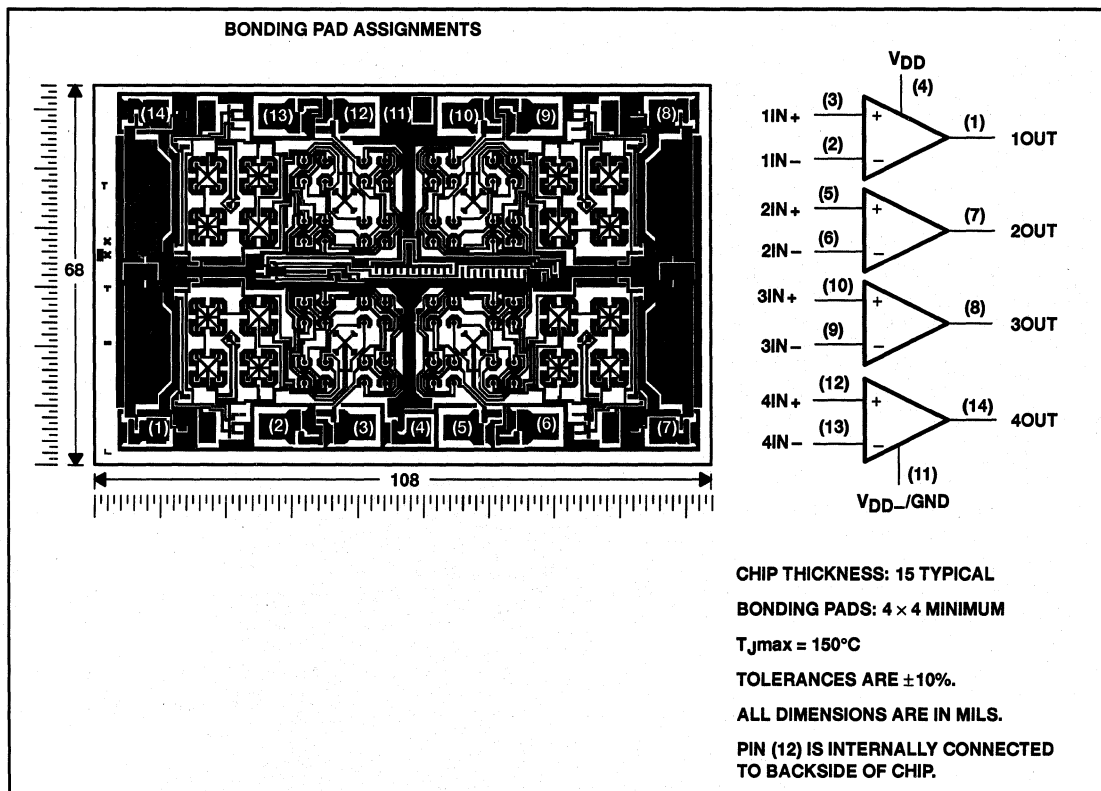 BONDING PAD ASSIGNMENTS
(14)
(13)
(12)
(11)
(10)
(9)
(8)
68
(1)
(2)
(3)
(4)
(5)
(6)
(7)
108
VDD
(4)
1IN+
(3)
+
(1)
1OUT
1IN−
(2)
−
2IN+
(5)
+
(7)
2OUT
2IN−
(6)
−
3IN+
(10)
+
(8)
3OUT
3IN−
(9)
−
4IN+
(12)
+
(14)
4OUT
4IN−
(13)
−
(11)
VDD−/GND
CHIP THICKNESS: 15 TYPICAL
BONDING PADS: 4 × 4 MINIMUM
TJmax = 150°C
TOLERANCES ARE ±10%.
ALL DIMENSIONS ARE IN MILS.
PIN (12) IS INTERNALLY CONNECTED
TO BACKSIDE OF CHIP.